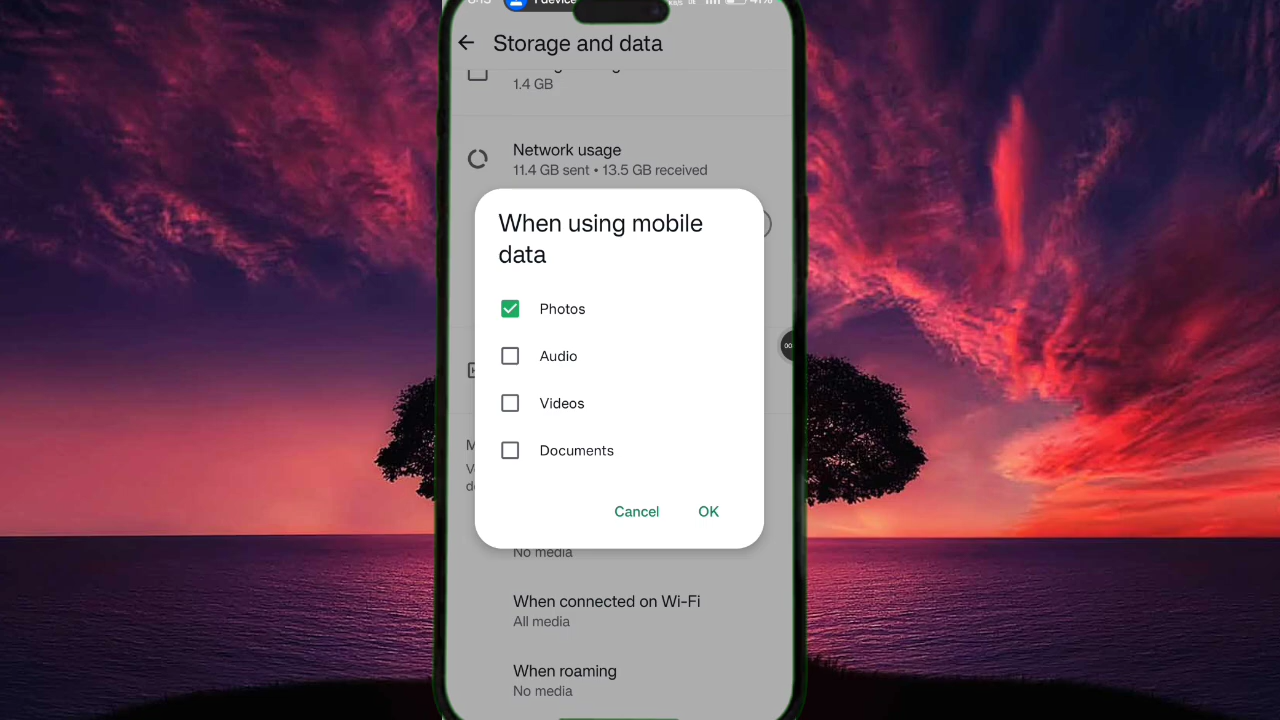 1 device
Storage and data
1.4 GB
Network usage
11.4 GB sent • 13.5 GB received
When using mobile
data
Photos
Audio
Videos
Documents
Cancel
OK
No media
When connected on Wi-Fi
All media
When roaming
No media